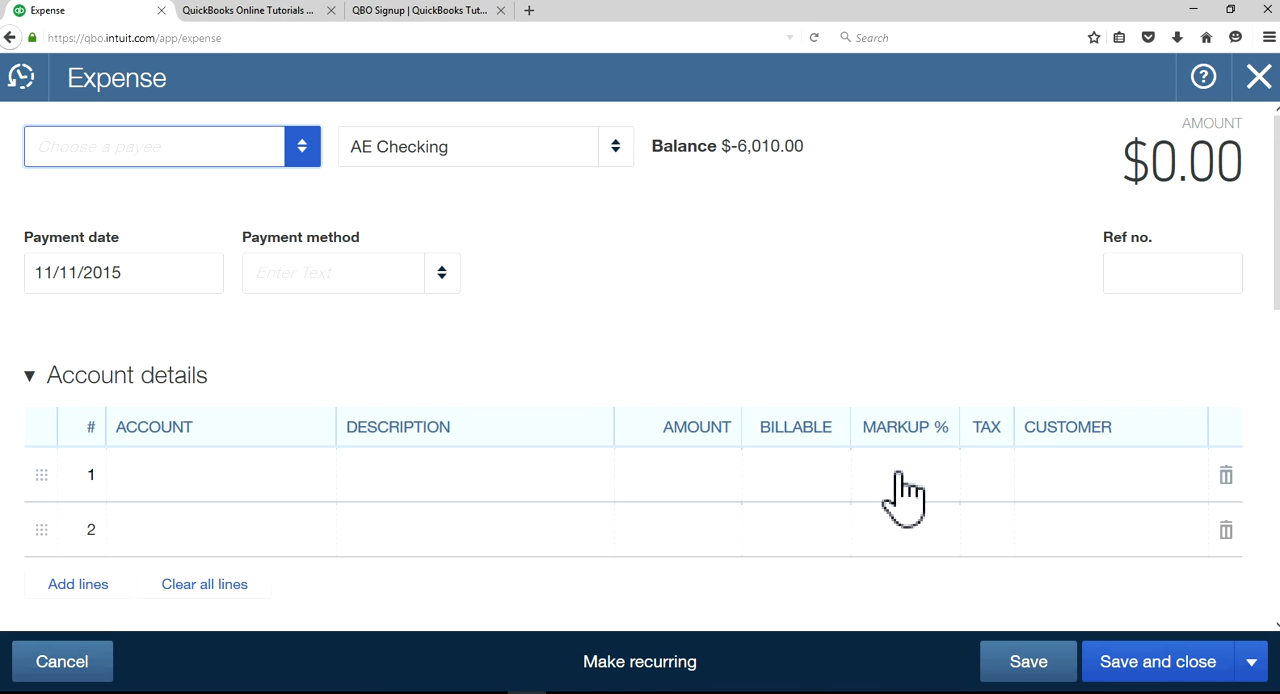 Expense
QuickBooks Online Tutorials ...
QBO Signup | QuickBooks Tut...
https://qbo.intuit.com/app/expense
Search
Expense
?
AMOUNT
$0.00
Choose a payee
AE Checking
Balance $-6,010.00
Payment date
Payment method
Ref no.
11/11/2015
Enter Text
Account details
# ACCOUNT DESCRIPTION AMOUNT BILLABLE MARKUP % TAX CUSTOMER
1
2
Add lines
Clear all lines
Cancel
Make recurring
Save
Save and close